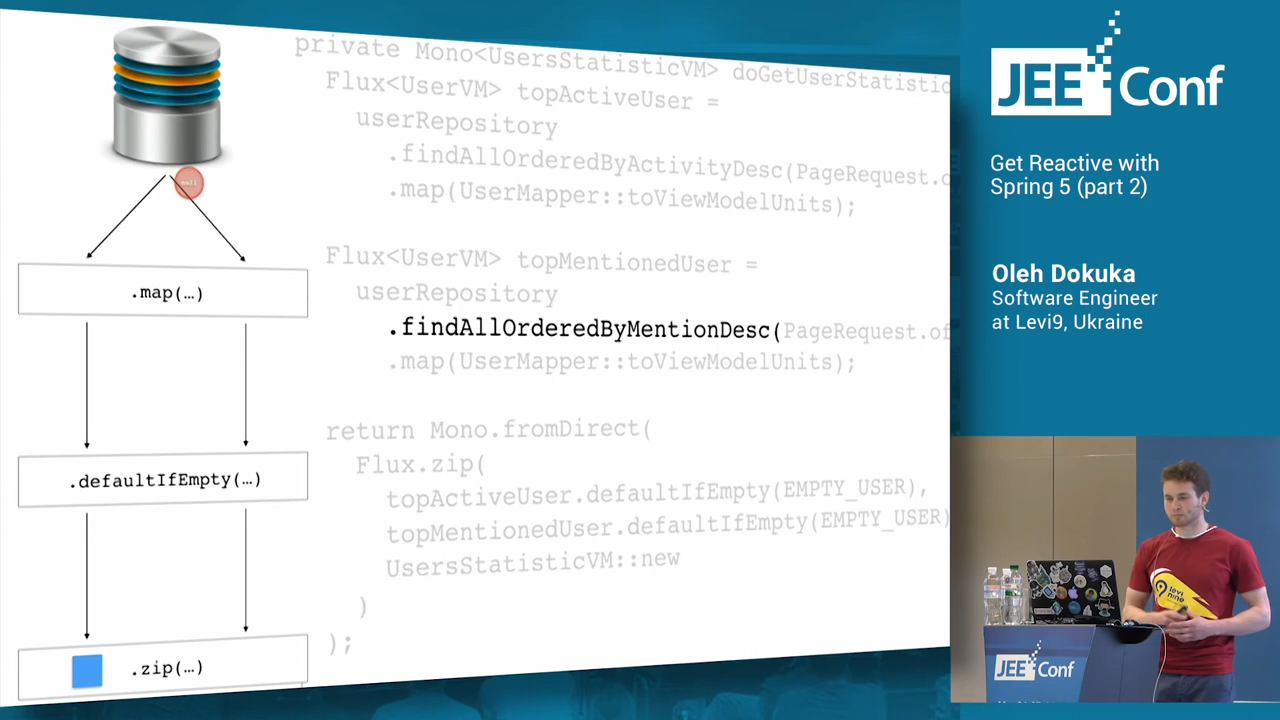 private Mono<UsersStatisticVM> doGetUserStatistic
Flux<UserVM> topActiveUser =
userRepository
.findAllOrderedByActivityDesc(PageRequest.o
.map(UserMapper::toViewModelUnits);
Flux<UserVM> topMentionedUser =
userRepository
.findAllOrderedByMentionDesc(PageRequest.of
.map(UserMapper::toViewModelUnits);
return Mono.fromDirect(
Flux.zip(
topActiveUser.defaultIfEmpty(EMPTY_USER),
topMentionedUser.defaultIfEmpty(EMPTY_USER)
UsersStatisticVM::new
)
);
null
.map(…)
.defaultIfEmpty(…)
.zip(…)
JEE Conf
Get Reactive with
Spring 5 (part 2)
Oleh Dokuka
Software Engineer
at Levi9, Ukraine
levi
nine
JEE Conf